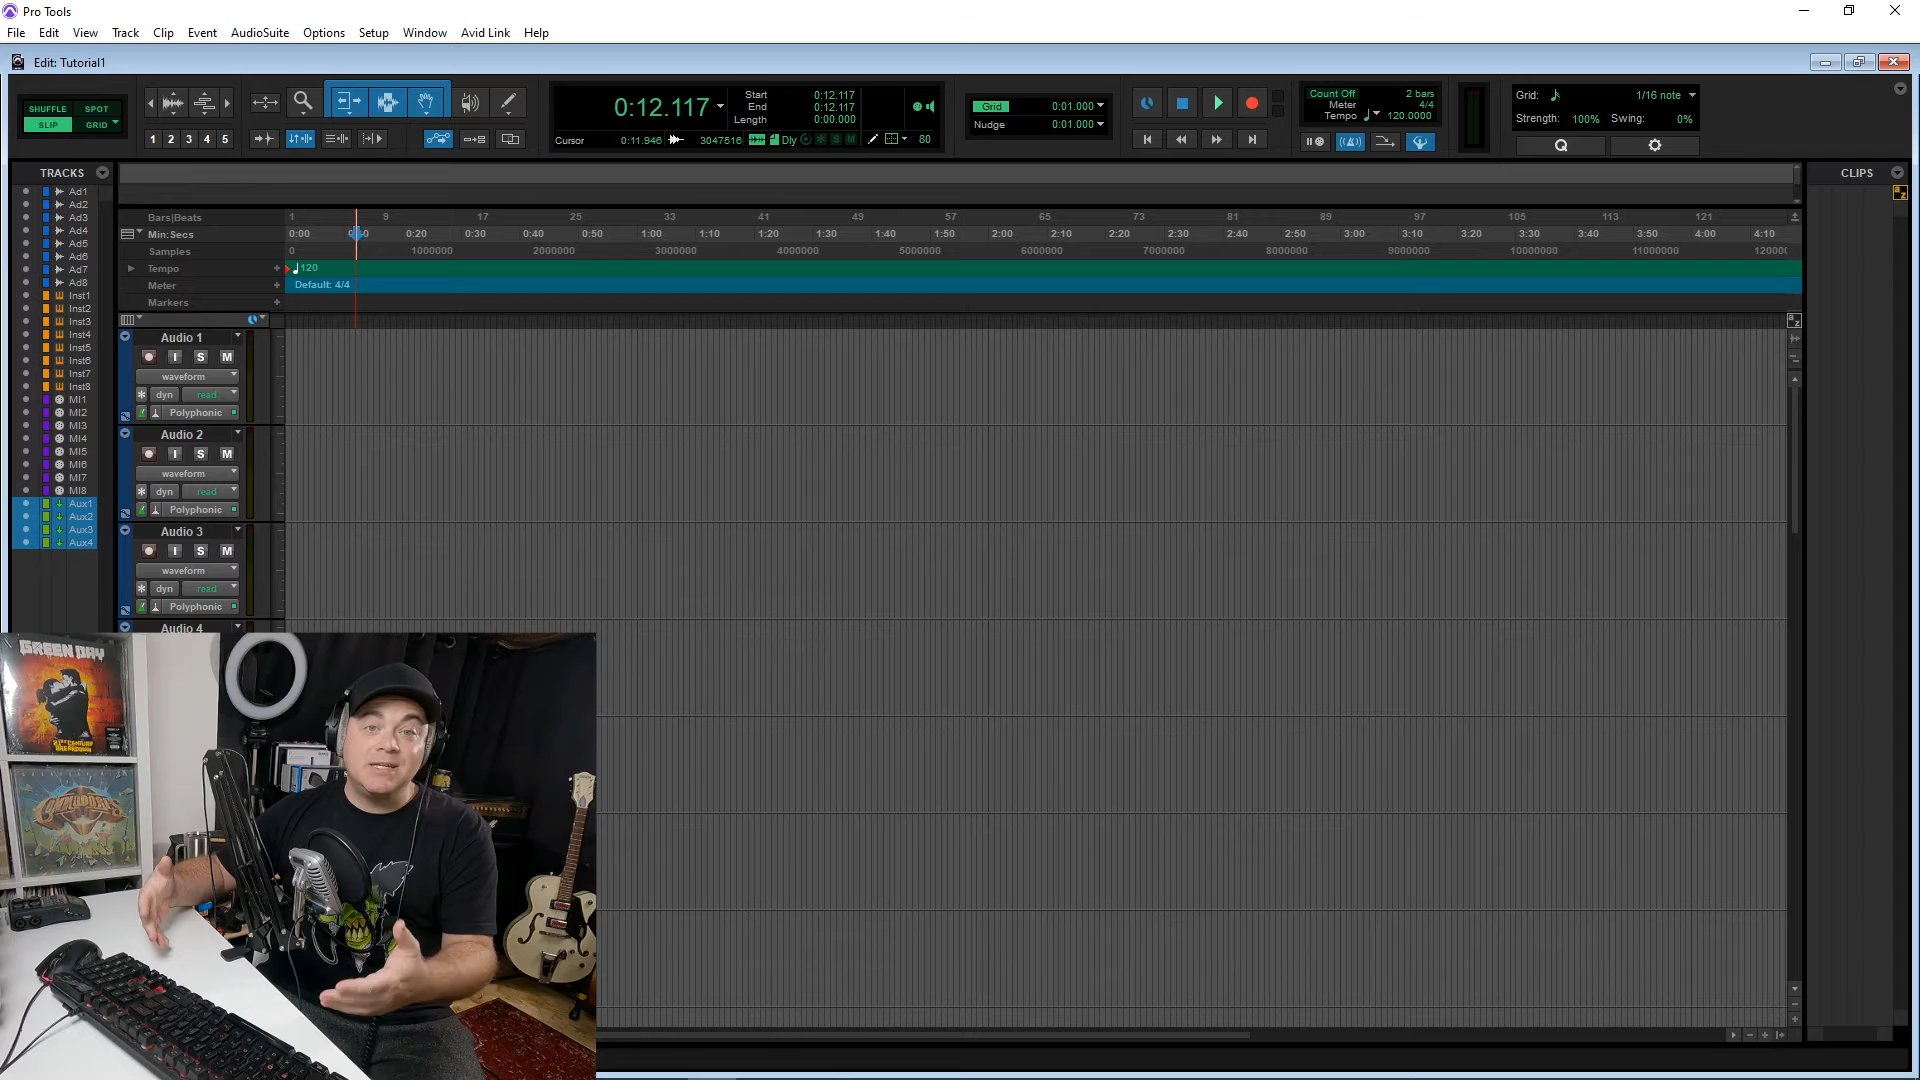 Pro Tools
File Edit View Track Clip Event AudioSuite Options Setup Window Avid Link Help
Edit: Tutorial1
SHUFFLE SPOT
SLIP GRID
1 2 3 4 5
0:12.117
Start 0:12.117
End 0:12.117
Length 0:00.000
Cursor 0:11.946 3047516 Dly S M 80
Grid 0:01.000
Nudge 0:01.000
Count Off 2 bars
Meter 4/4
Tempo 120.0000
Grid: 1/16 note
Strength: 100% Swing: 0%
Q
TRACKS
Ad1
Ad2
Ad3
Ad4
Ad5
Ad6
Ad7
Ad8
Inst1
Inst2
Inst3
Inst4
Inst5
Inst6
Inst7
Inst8
MI1
MI2
MI3
MI4
MI5
MI6
MI7
MI8
Aux1
Aux2
Aux3
Aux4
Bars|Beats 1 9 17 25 33 41 49 57 65 73 81 89 97 105 113 121
Min:Secs 0:00 0:20 0:30 0:40 0:50 1:00 1:10 1:20 1:30 1:40 1:50 2:00 2:10 2:20 2:30 2:40 2:50 3:00 3:10 3:20 3:30 3:40 3:50 4:00 4:10
Samples 0 1000000 2000000 3000000 4000000 5000000 6000000 7000000 8000000 9000000 10000000 11000000 120000
Tempo 120
Meter Default: 4/4
Markers
Audio 1
I S M
waveform
dyn read
Polyphonic
Audio 2
I S M
waveform
dyn read
Polyphonic
Audio 3
I S M
waveform
dyn read
Polyphonic
Audio 4
CLIPS
a z
a z
GREEN DAY
21ST CENTURY
BREAKDOWN
COMMODORES